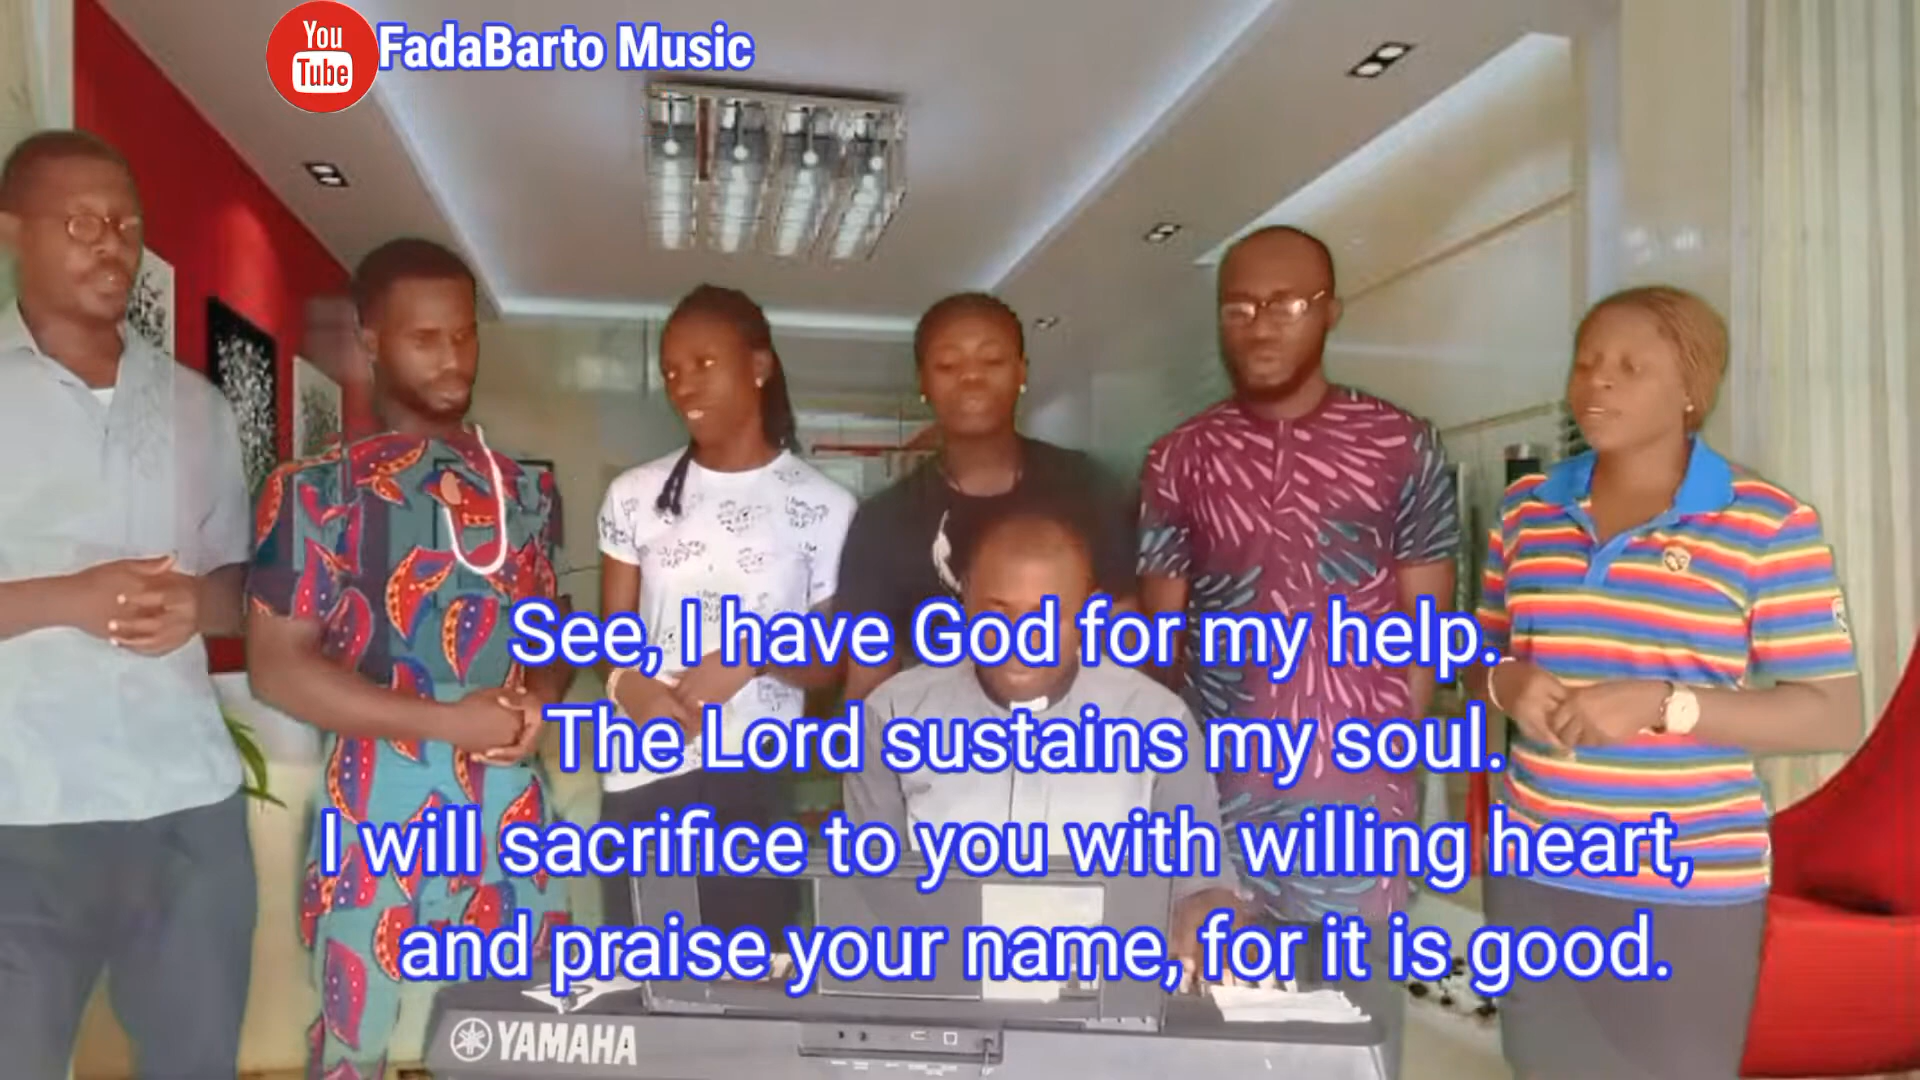 You
Tube
FadaBarto Music
See, I have God for my help.
The Lord sustains my soul.
I will sacrifice to you with willing heart,
and praise your name, for it is good.
YAMAHA